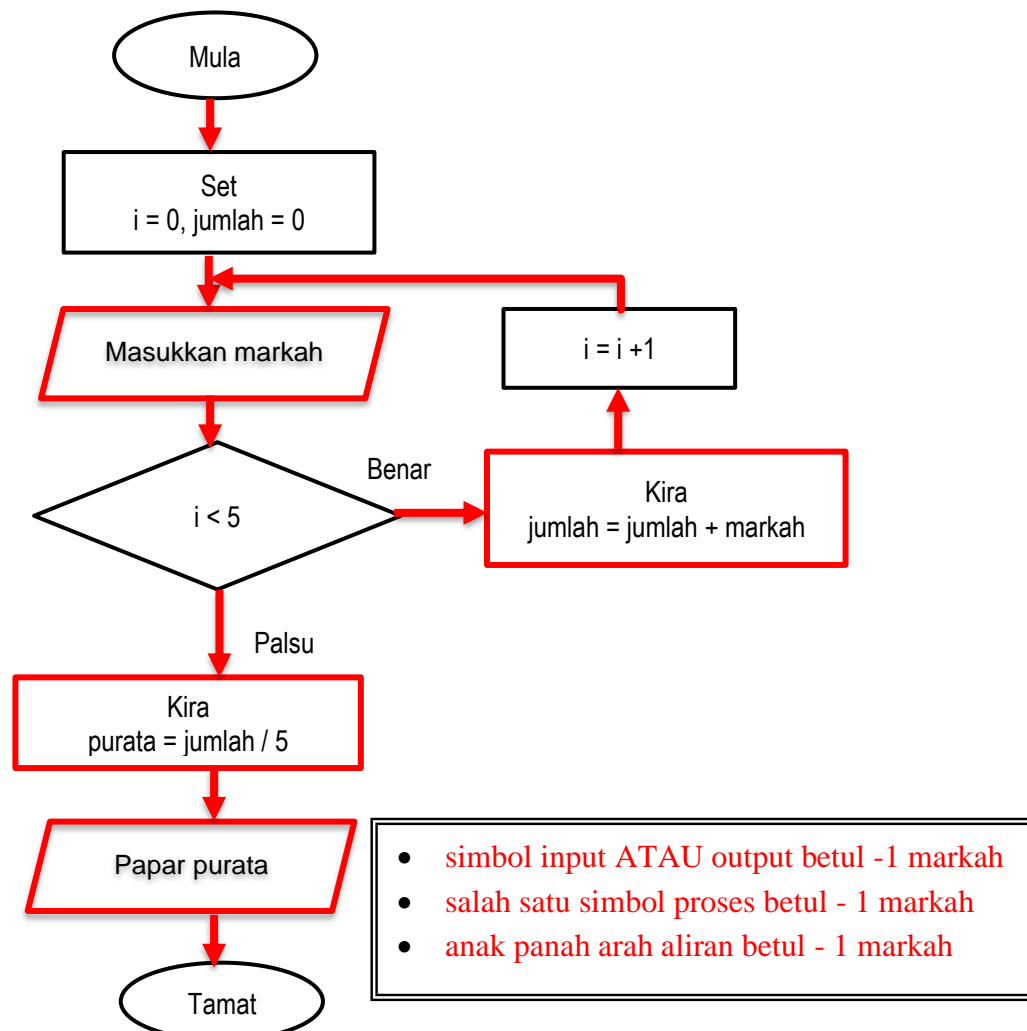 Mula
Set
i = 0, jumlah = 0
Masukkan markah
i = i +1
Benar
i < 5
Kira
jumlah = jumlah + markah
Palsu
Kira
purata = jumlah / 5
Papar purata
• simbol input ATAU output betul -1 markah
• salah satu simbol proses betul - 1 markah
• anak panah arah aliran betul - 1 markah
Tamat